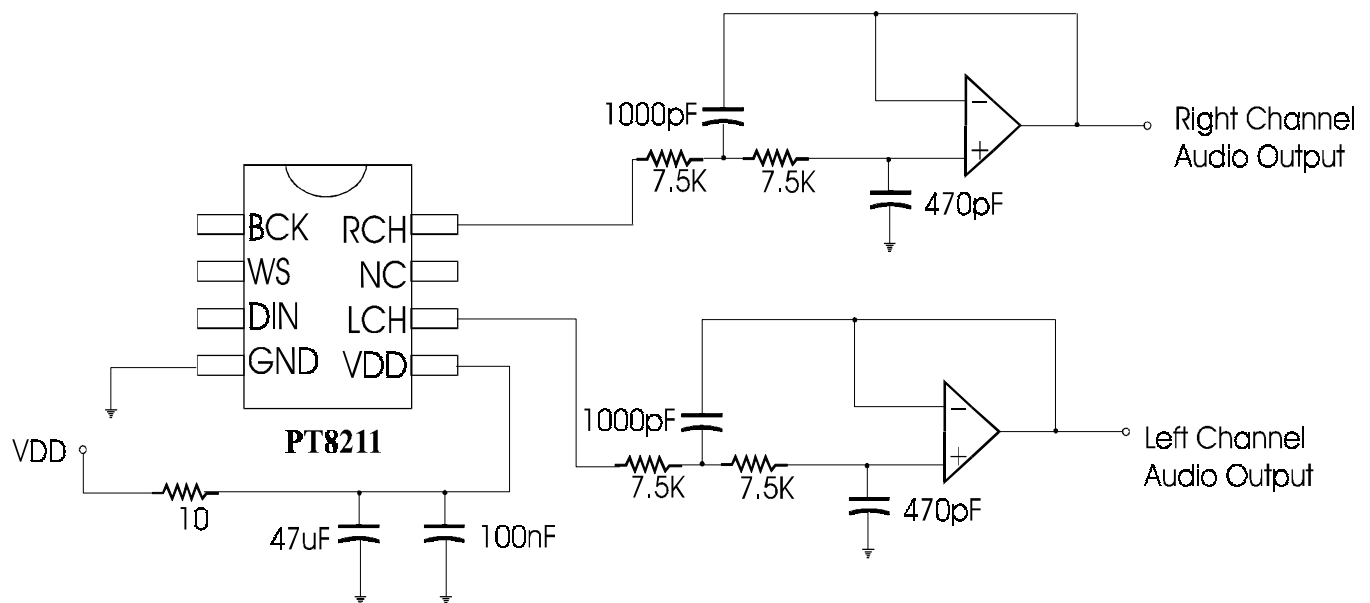 1000pF
Right Channel
Audio Output
7.5K
7.5K
470pF
BCK
RCH
WS
NC
DIN
LCH
GND
VDD
PT8211
1000pF
Left Channel
Audio Output
7.5K
7.5K
470pF
VDD
10
47uF
100nF
−
+
−
+